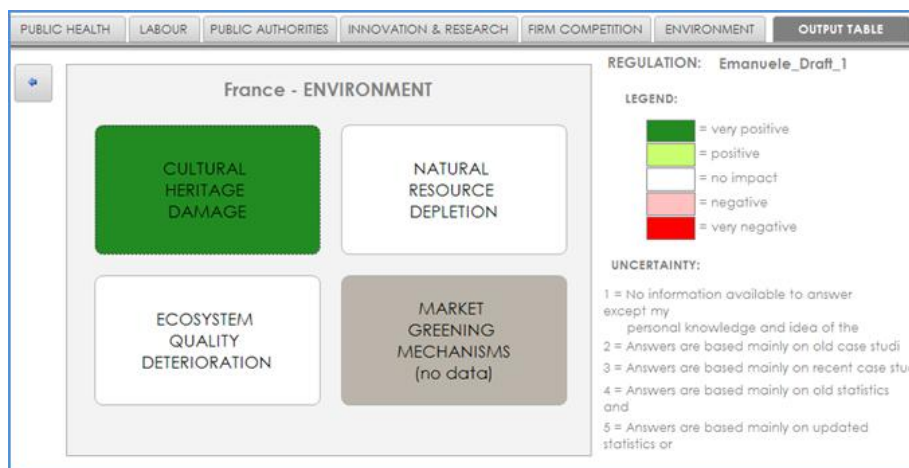 PUBLIC HEALTH
LABOUR
PUBLIC AUTHORITIES
INNOVATION & RESEARCH
FIRM COMPETITION
ENVIRONMENT
OUTPUT TABLE
France - ENVIRONMENT
CULTURAL
HERITAGE
DAMAGE
NATURAL
RESOURCE
DEPLETION
ECOSYSTEM
QUALITY
DETERIORATION
MARKET
GREENING
MECHANISMS
(no data)
REGULATION: Emanuele_Draft_1
LEGEND:
= very positive
= positive
= no impact
= negative
= very negative
UNCERTAINTY:
1 = No information available to answer
except my
personal knowledge and idea of the
2 = Answers are based mainly on old case studi
3 = Answers are based mainly on recent case stu
4 = Answers are based mainly on old statistics
and
5 = Answers are based mainly on updated
statistics or